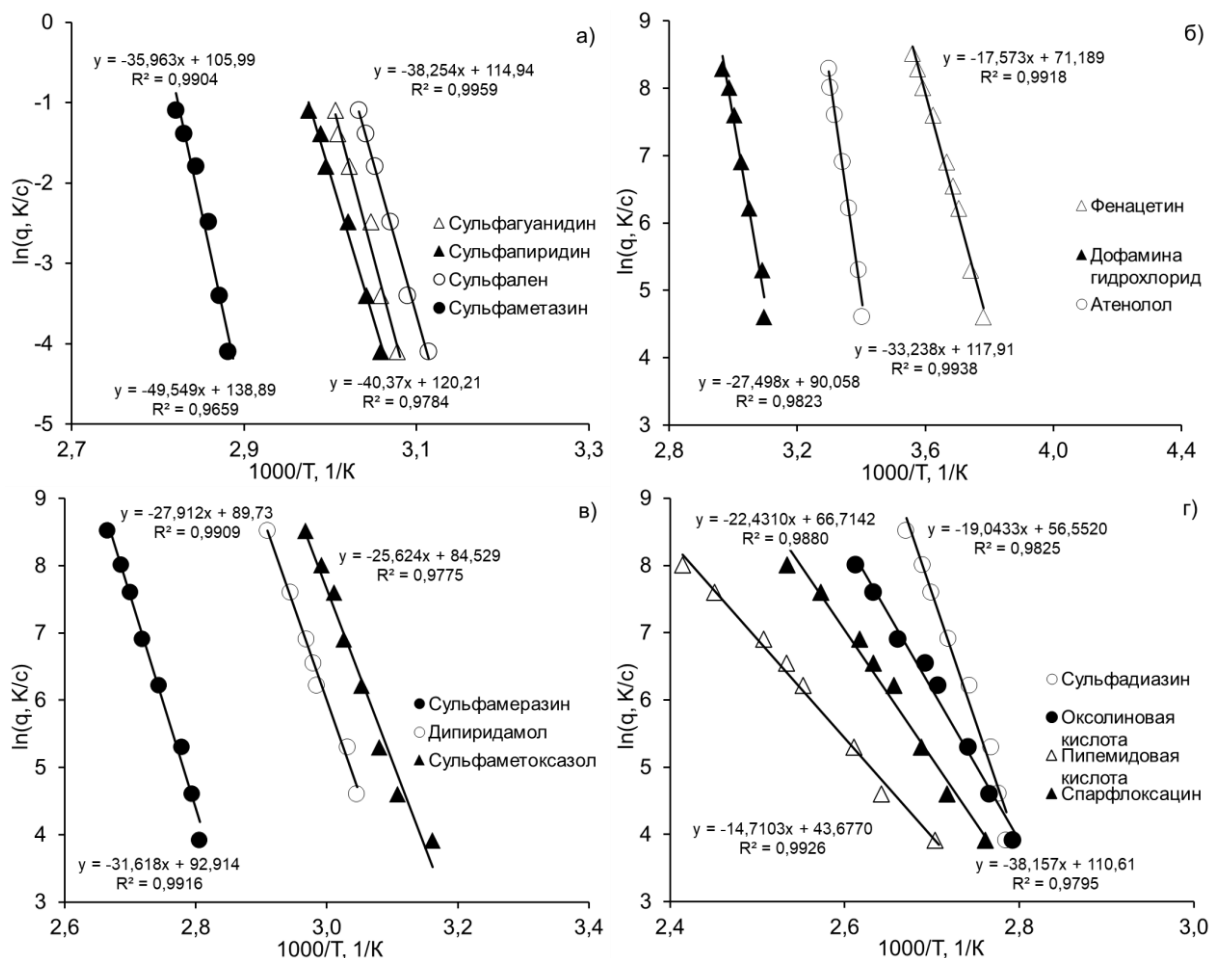 а)
0
-1
-2
-3
-4
-5
ln(q, K/c)
y = -35,963x + 105,99
R² = 0,9904
y = -38,254x + 114,94
R² = 0,9959
Сульфагуанидин
Сульфапиридин
Сульфален
Сульфаметазин
y = -49,549x + 138,89
R² = 0,9659
y = -40,37x + 120,21
R² = 0,9784
2,7 2,9 3,1 3,3
1000/T, 1/K
б)
9
8
7
6
5
4
3
ln(q, K/c)
y = -17,573x + 71,189
R² = 0,9918
Фенацетин
Дофамина
гидрохлорид
Атенолол
y = -33,238x + 117,91
R² = 0,9938
y = -27,498x + 90,058
R² = 0,9823
2,8 3,2 3,6 4,0 4,4
1000/T, 1/K
в)
9
8
7
6
5
4
3
ln(q, K/c)
y = -27,912x + 89,73
R² = 0,9909
y = -25,624x + 84,529
R² = 0,9775
Сульфамеразин
Дипиридамол
Сульфаметоксазол
y = -31,618x + 92,914
R² = 0,9916
2,6 2,8 3,0 3,2 3,4
1000/T, 1/K
г)
9
8
7
6
5
4
3
ln(q, K/c)
y = -22,4310x + 66,7142
R² = 0,9880
y = -19,0433x + 56,5520
R² = 0,9825
Сульфадиазин
Оксолиновая
кислота
Пипемидовая
кислота
Спарфлоксацин
y = -14,7103x + 43,6770
R² = 0,9926
y = -38,157x + 110,61
R² = 0,9795
2,4 2,6 2,8 3,0
1000/T, 1/K